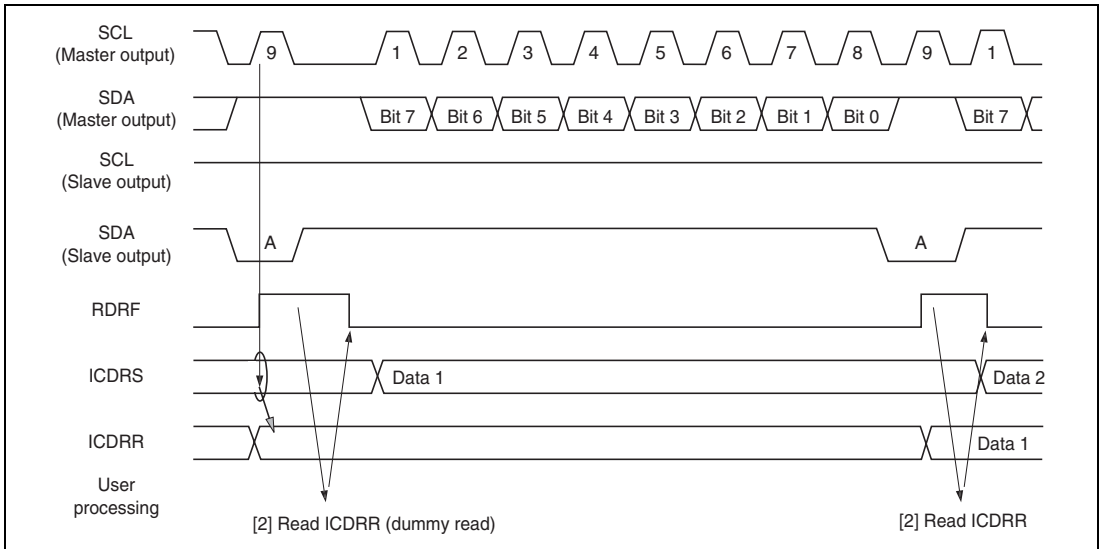 SCL
(Master output)
9 1 2 3 4 5 6 7 8 9 1
SDA
(Master output)
Bit 7 Bit 6 Bit 5 Bit 4 Bit 3 Bit 2 Bit 1 Bit 0 Bit 7
SCL
(Slave output)
SDA
(Slave output)
A A
RDRF
ICDRS
Data 1 Data 2
ICDRR
Data 1
User
processing
[2] Read ICDRR (dummy read) [2] Read ICDRR